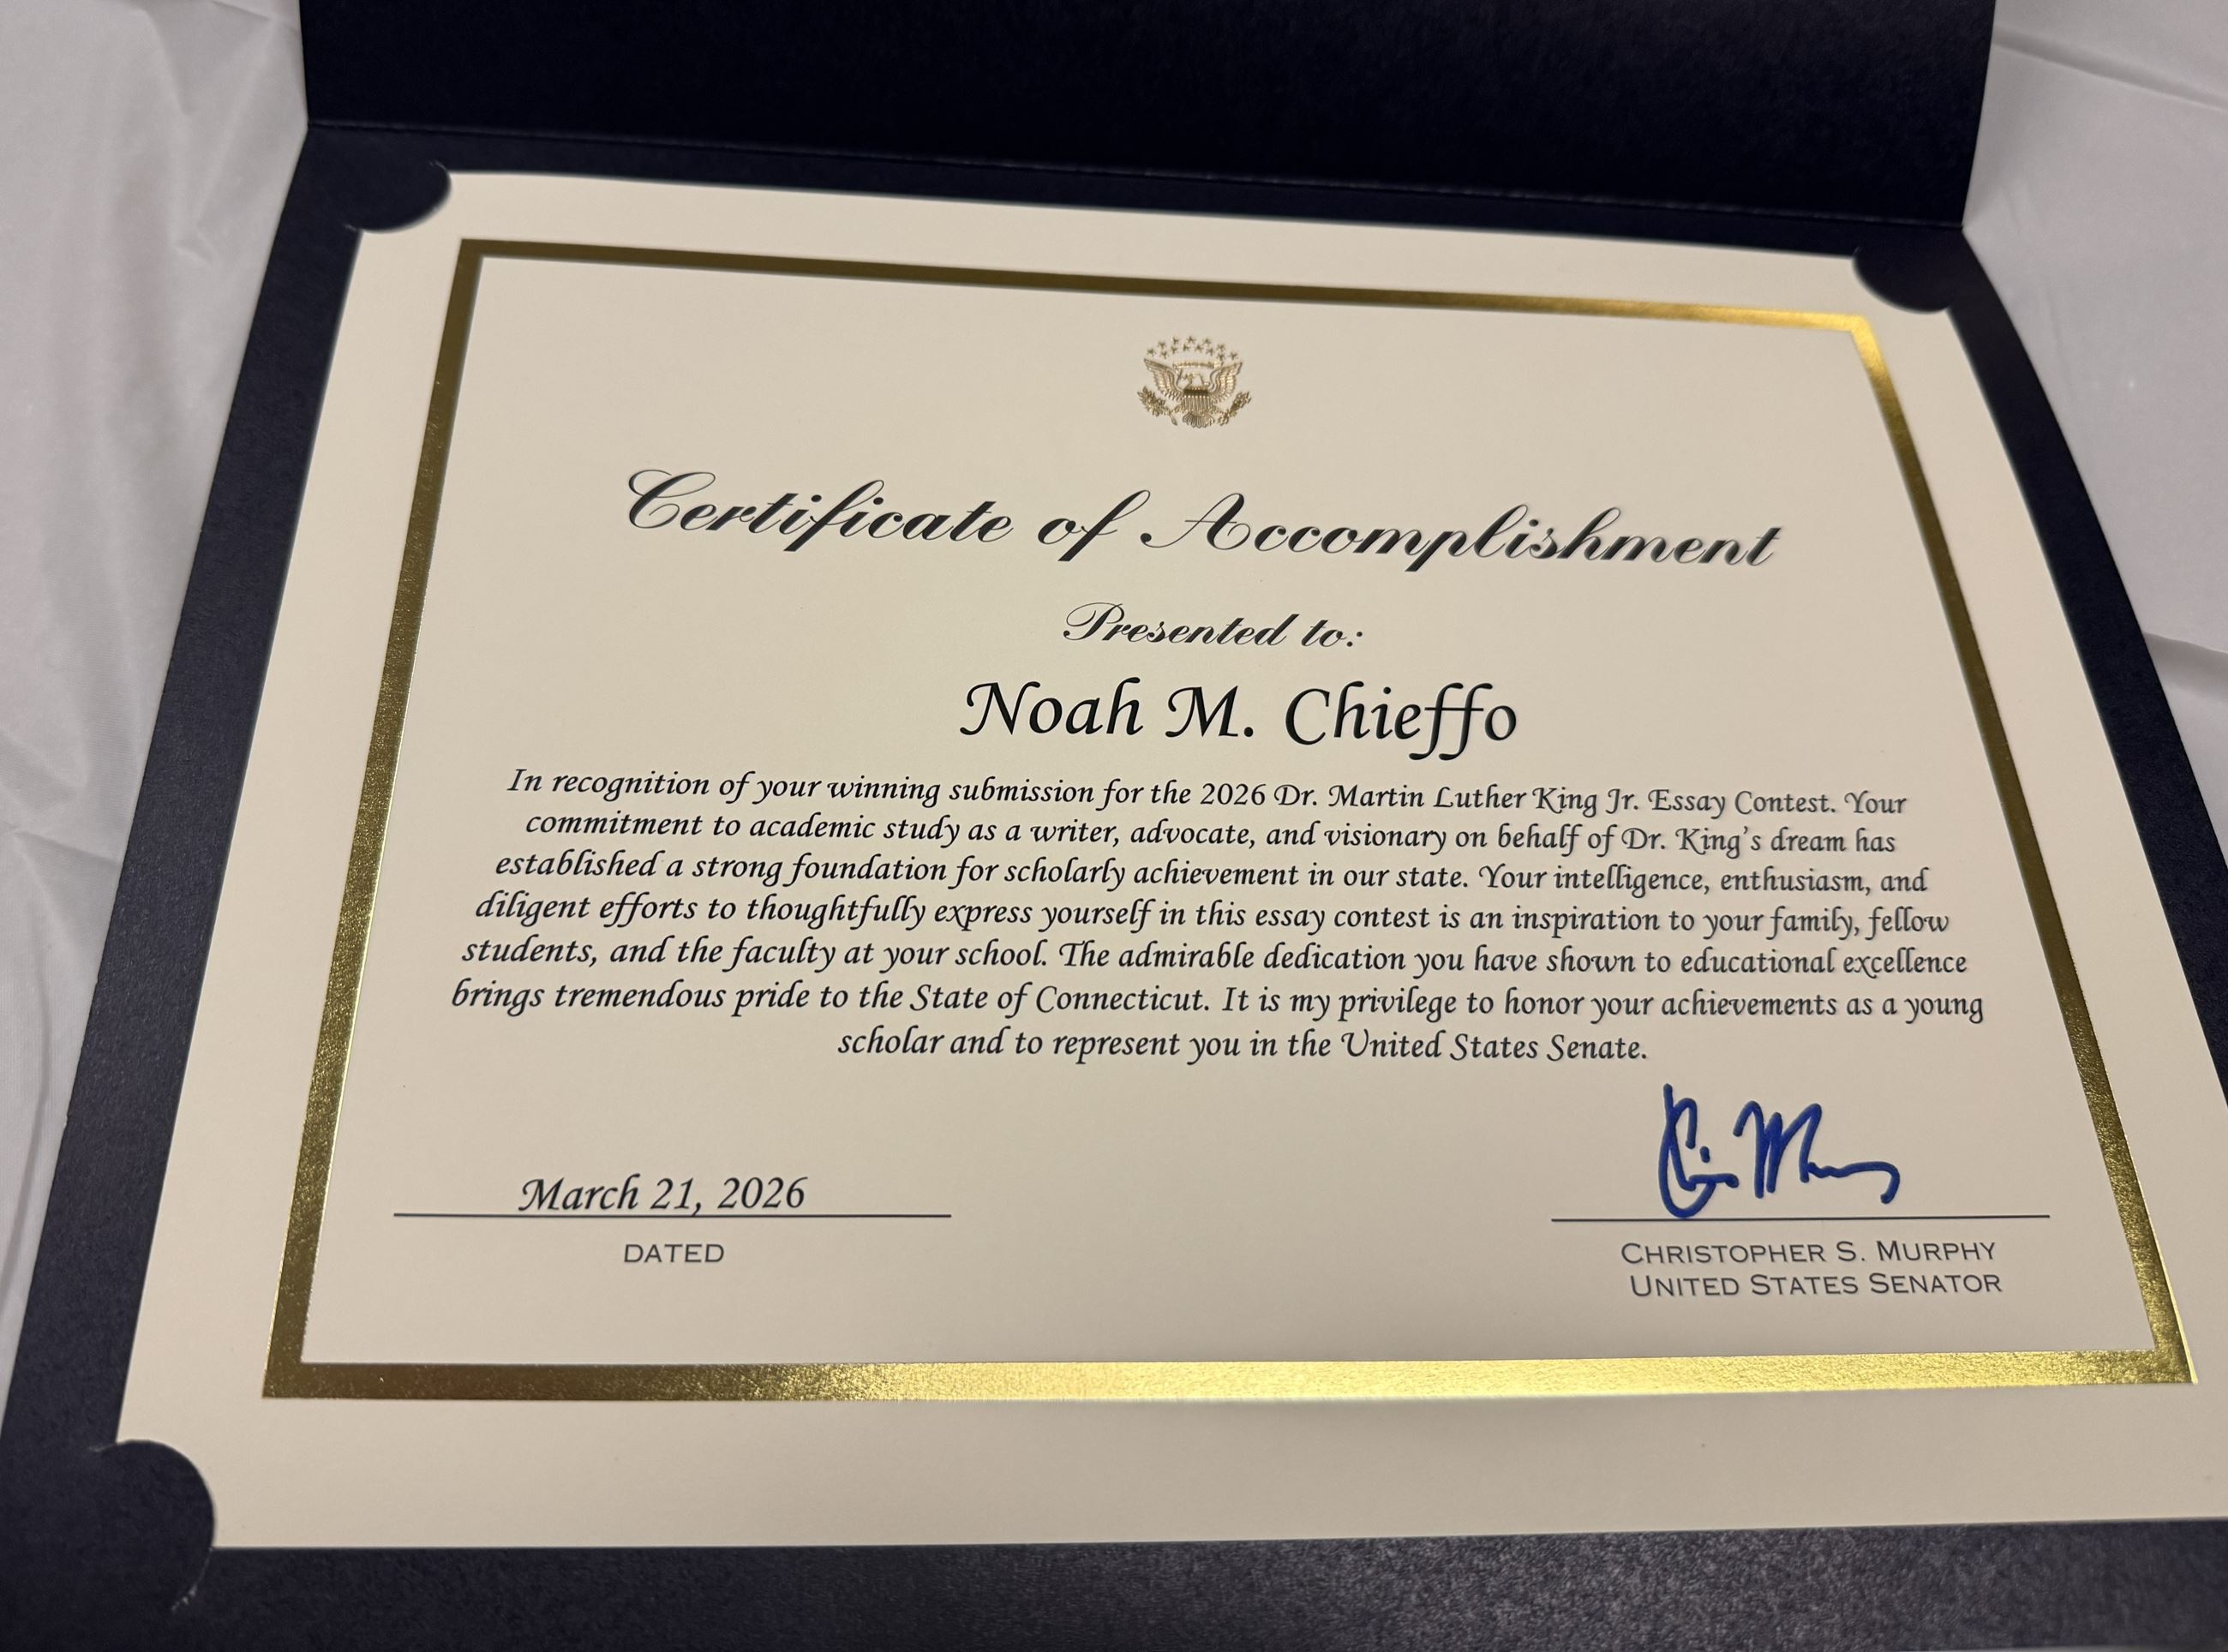 Certificate of Accomplishment
Presented to:
Noah M. Chieffo
In recognition of your winning submission for the 2026 Dr. Martin Luther King Jr. Essay Contest. Your
commitment to academic study as a writer, advocate, and visionary on behalf of Dr. King's dream has
established a strong foundation for scholarly achievement in our state. Your intelligence, enthusiasm, and
diligent efforts to thoughtfully express yourself in this essay contest is an inspiration to your family, fellow
students, and the faculty at your school. The admirable dedication you have shown to educational excellence
brings tremendous pride to the State of Connecticut. It is my privilege to honor your achievements as a young
scholar and to represent you in the United States Senate.
March 21, 2026
DATED
CHRISTOPHER S. MURPHY
UNITED STATES SENATOR